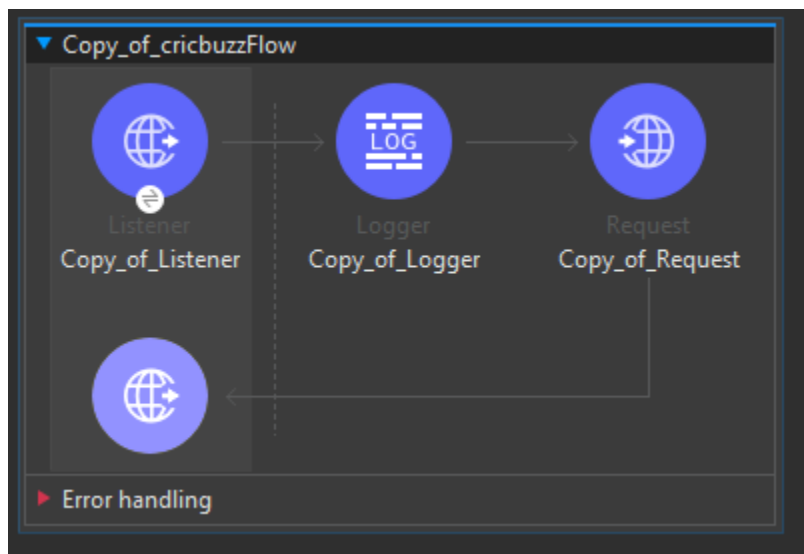 Copy_of_cricbuzzFlow
LOG
Listener
Logger
Request
Copy_of_Listener
Copy_of_Logger
Copy_of_Request
Error handling